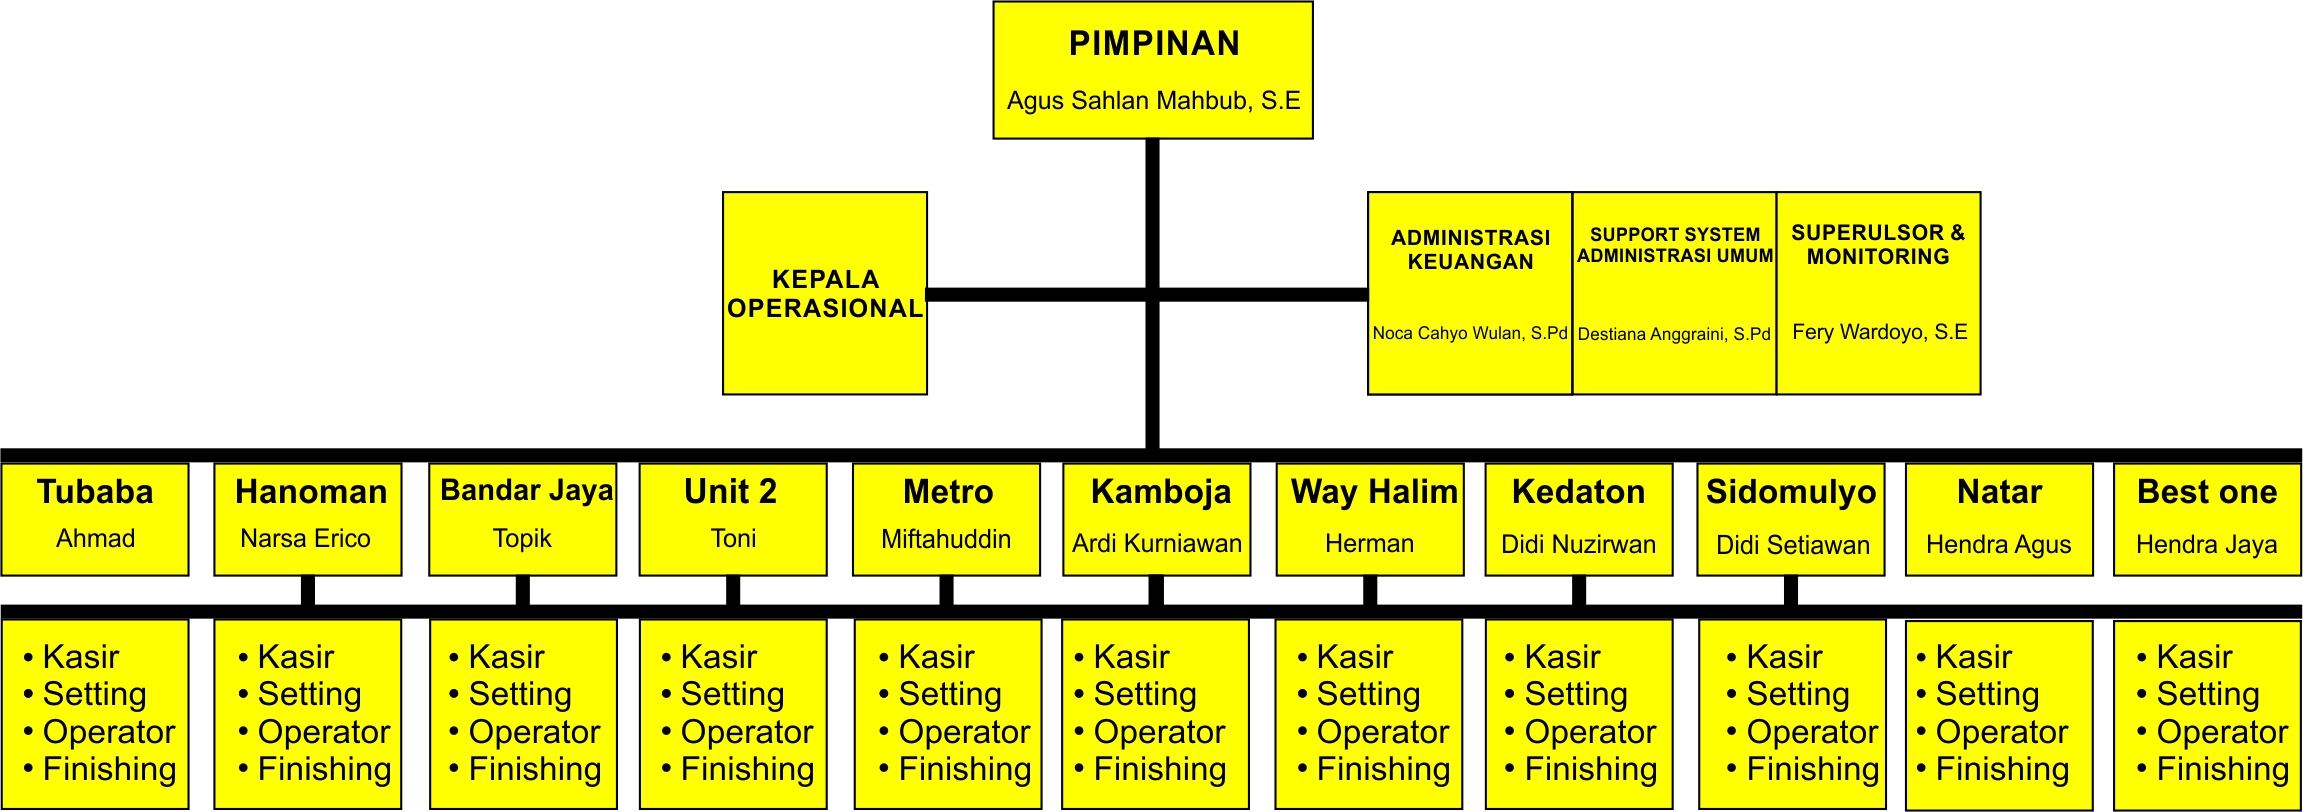 PIMPINAN
Agus Sahlan Mahbub, S.E
KEPALA
OPERASIONAL
ADMINISTRASI
KEUANGAN
Noca Cahyo Wulan, S.Pd
SUPPORT SYSTEM
ADMINISTRASI UMUM
Destiana Anggraini, S.Pd
SUPERULSOR &
MONITORING
Fery Wardoyo, S.E
Tubaba
Ahmad
Hanoman
Narsa Erico
Bandar Jaya
Topik
Unit 2
Toni
Metro
Miftahuddin
Kamboja
Ardi Kurniawan
Way Halim
Herman
Kedaton
Didi Nuzirwan
Sidomulyo
Didi Setiawan
Natar
Hendra Agus
Best one
Hendra Jaya
• Kasir
• Setting
• Operator
• Finishing
• Kasir
• Setting
• Operator
• Finishing
• Kasir
• Setting
• Operator
• Finishing
• Kasir
• Setting
• Operator
• Finishing
• Kasir
• Setting
• Operator
• Finishing
• Kasir
• Setting
• Operator
• Finishing
• Kasir
• Setting
• Operator
• Finishing
• Kasir
• Setting
• Operator
• Finishing
• Kasir
• Setting
• Operator
• Finishing
• Kasir
• Setting
• Operator
• Finishing
• Kasir
• Setting
• Operator
• Finishing